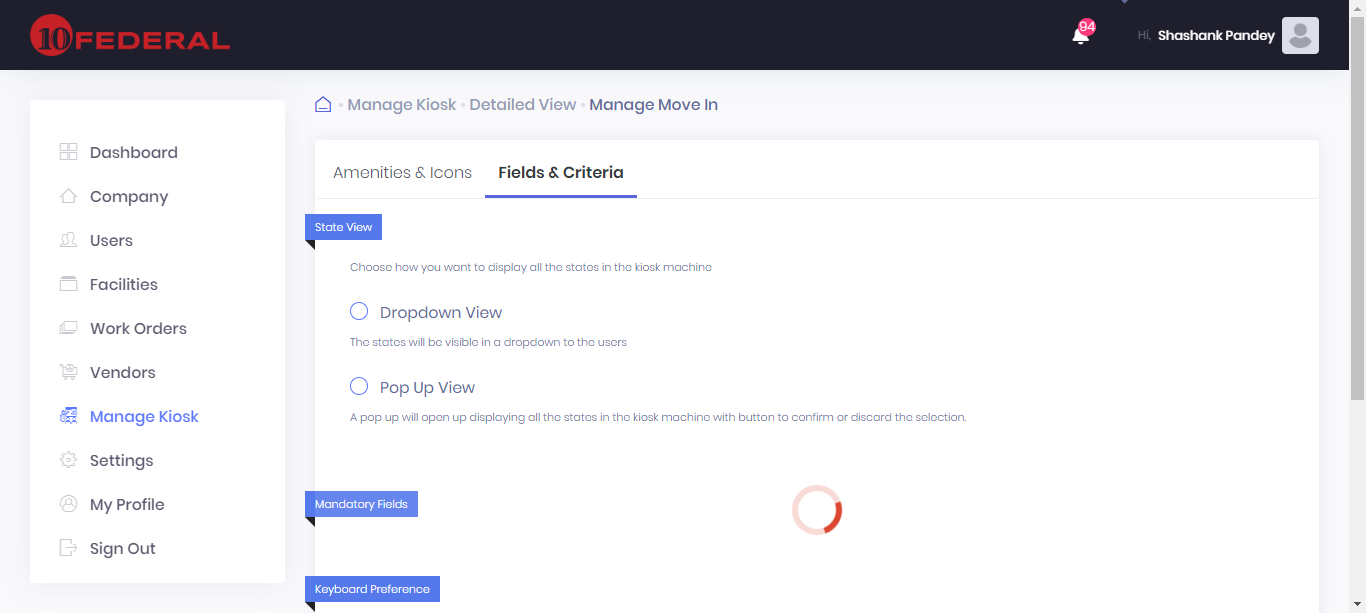 10 FEDERAL
94
Hi, Shashank Pandey
Dashboard
Company
Users
Facilities
Work Orders
Vendors
Manage Kiosk
Settings
My Profile
Sign Out
Manage Kiosk Detailed View Manage Move In
Amenities & Icons Fields & Criteria
State View
Choose how you want to display all the states in the kiosk machine
Dropdown View
The states will be visible in a dropdown to the users
Pop Up View
A pop up will open up displaying all the states in the kiosk machine with button to confirm or discard the selection.
Mandatory Fields
Keyboard Preference